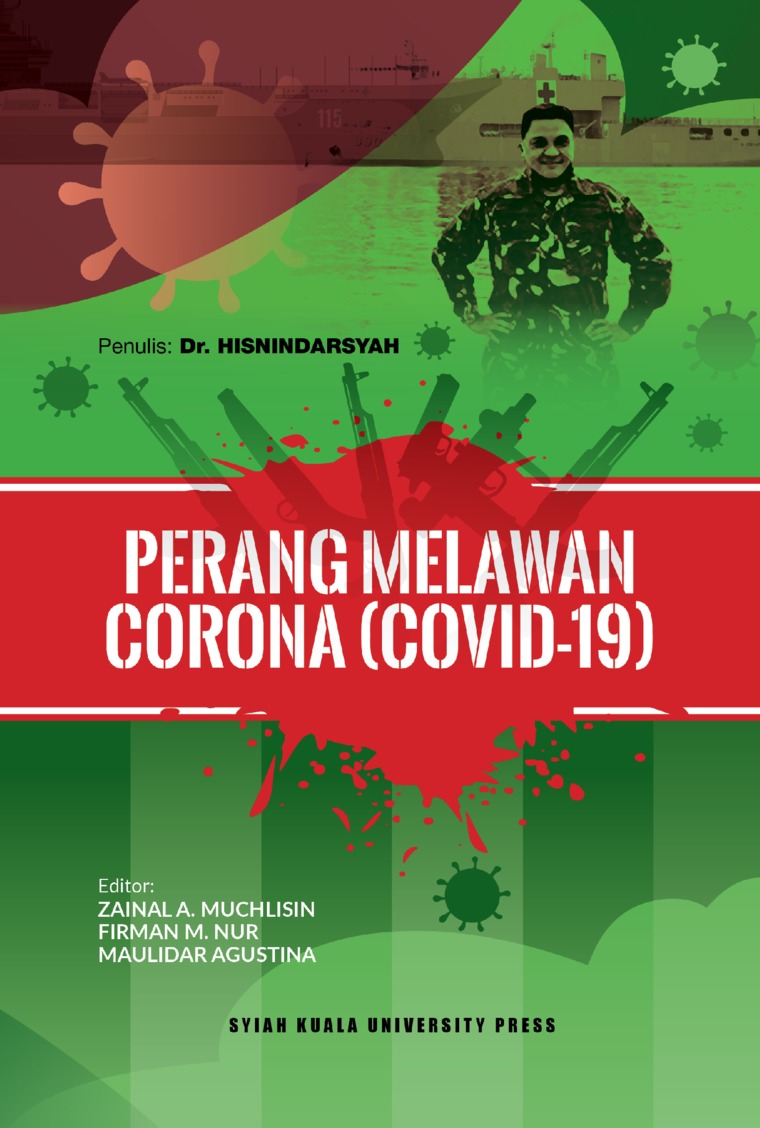 115
Penulis: Dr. HISNINDARSYAH
PERANG MELAWAN
CORONA (COVID-19)
Editor:
ZAINAL A. MUCHLISIN
FIRMAN M. NUR
MAULIDAR AGUSTINA
SYIAH KUALA UNIVERSITY PRESS